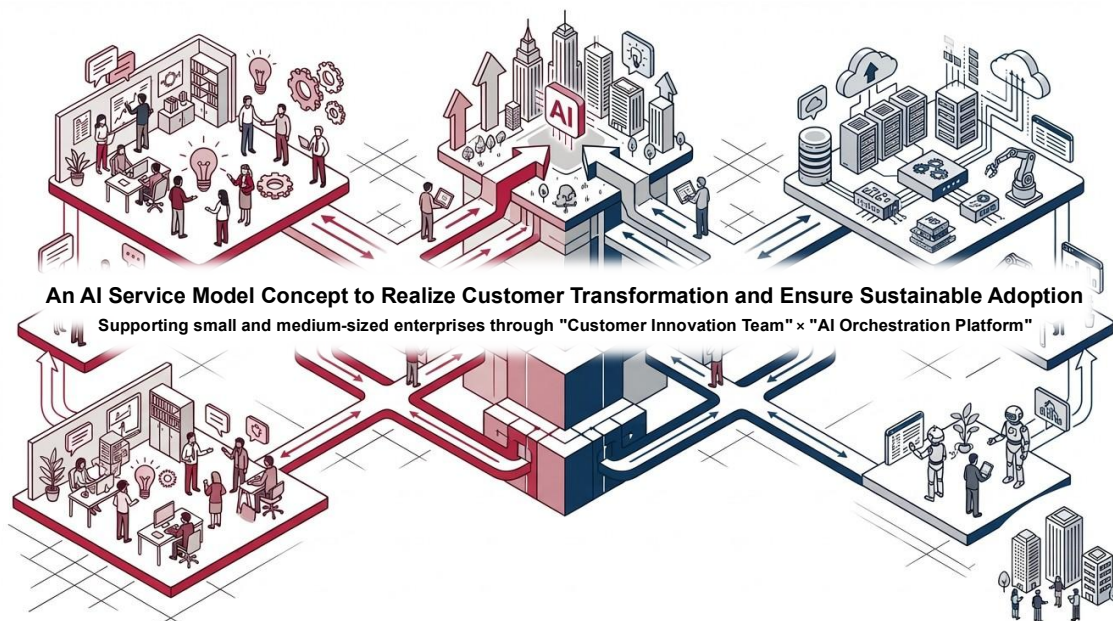 AI
An AI Service Model Concept to Realize Customer Transformation and Ensure Sustainable Adoption
Supporting small and medium-sized enterprises through "Customer Innovation Team" × "AI Orchestration Platform"